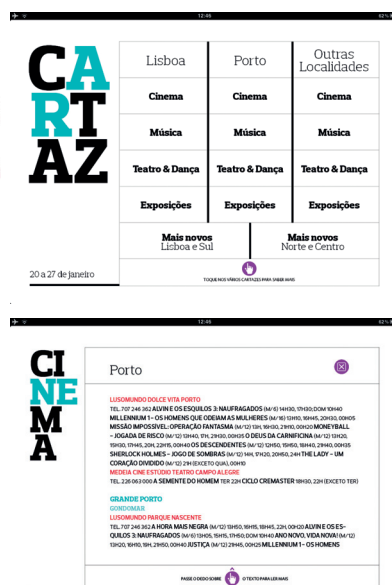 12:46
62%
CA
RT
AZ
Lisboa
Porto
Outras
Localidades
Cinema
Cinema
Cinema
Música
Música
Música
Teatro & Dança
Teatro & Dança
Teatro & Dança
Exposições
Exposições
Exposições
Mais novos
Lisboa e Sul
Mais novos
Norte e Centro
20 a 27 de janeiro
TOQUE NOS VÁRIOS CARTAZES PARA SABER MAIS
12:46
62%
CI
NE
M
A
Porto
LUSOMUNDO DOLCE VITA PORTO
TEL. 707 246 362 ALVIN E OS ESQUILOS 3: NAUFRAGADOS (M/6) 14H30, 17H30; DOM 10H40
MILLENNIUM 1 - OS HOMENS QUE ODEIAM AS MULHERES (M/16) 13H10, 16H45, 20H30, 00H05
MISSÃO IMPOSSÍVEL: OPERAÇÃO FANTASMA (M/12) 13H, 16H30, 21H10, 00H20 MONEYBALL
- JOGADA DE RISCO (M/12) 13H40, 17H, 21H30, 00H35 O DEUS DA CARNIFICINA (M/12) 13H20,
15H30, 17H45, 20H, 22H15, 00H40 OS DESCENDENTES (M/12) 12H50, 15H50, 18H40, 21H40, 00H35
SHERLOCK HOLMES - JOGO DE SOMBRAS (M/12) 14H, 17H20, 20H50, 24H THE LADY - UM
CORAÇÃO DIVIDIDO (M/12) 21H (EXCETO QUA), 00H10
MEDEIA CINE ESTÚDIO TEATRO CAMPO ALEGRE
TEL. 226 063 000 A SEMENTE DO HOMEM TER 22H CICLO CREMASTER 18H30, 22H (EXCETO TER)
GRANDE PORTO
GONDOMAR
LUSOMUNDO PARQUE NASCENTE
TEL. 707 246 362 A HORA MAIS NEGRA (M/12) 13H50, 16H15, 18H45, 22H, 00H20 ALVIN E OS ES-
QUILOS 3: NAUFRAGADOS (M/6) 13H05, 15H15, 17H50; DOM 10H40 ANO NOVO, VIDA NOVA! (M/12)
13H20, 16H10, 19H, 21H50, 00H40 JUSTIÇA (M/12) 21H45, 00H25 MILLENNIUM 1 - OS HOMENS
PASSE O DEDO SOBRE O TEXTO PARA LER MAIS